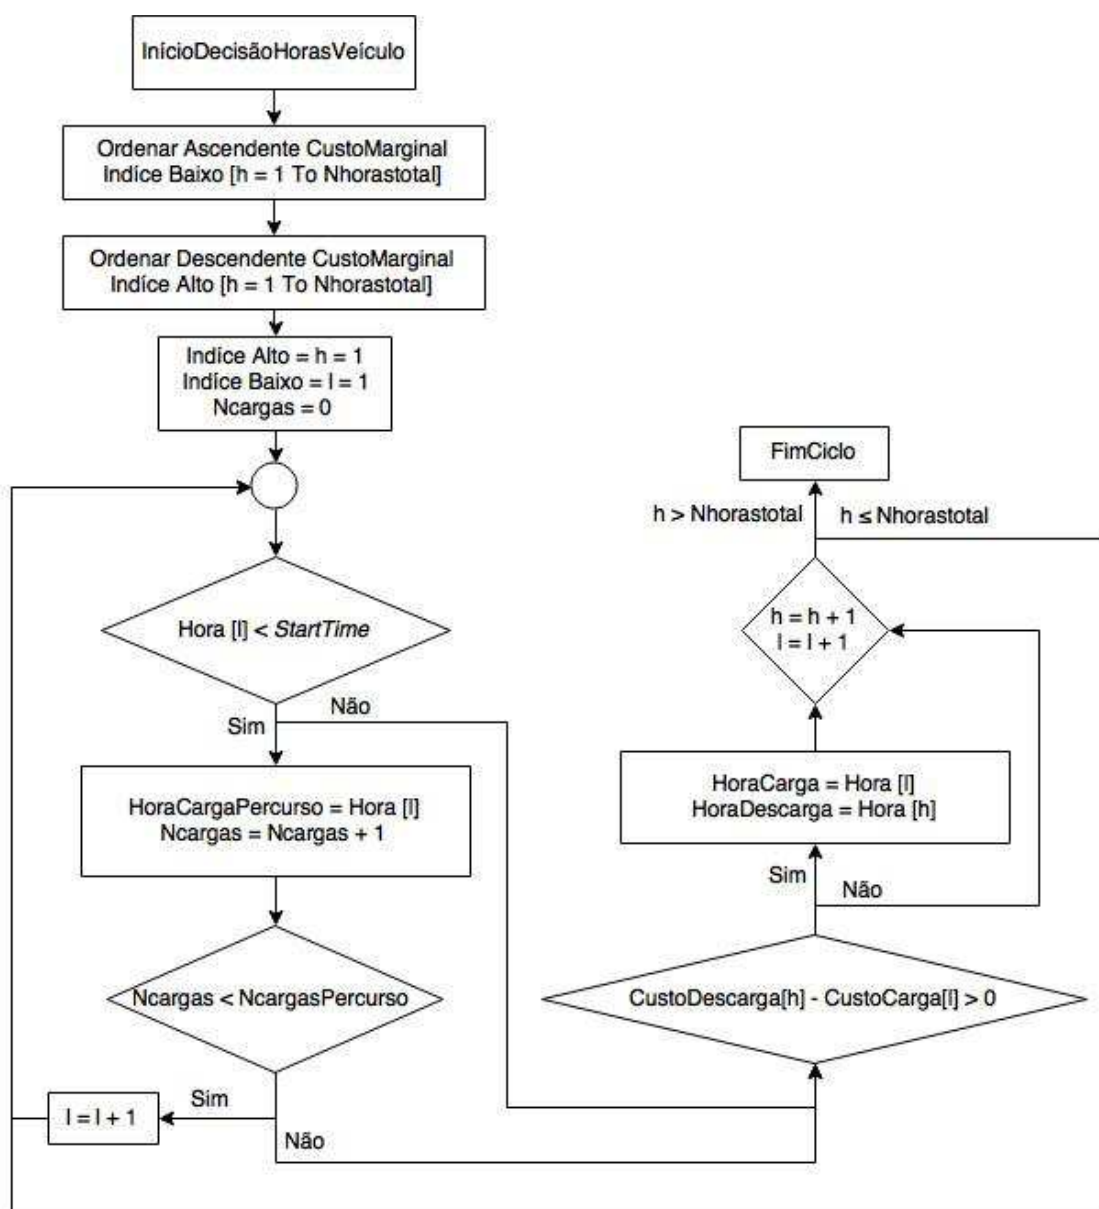 InícioDecisãoHorasVeículo
Ordenar Ascendente CustoMarginal
Indíce Baixo [h = 1 To Nhorastotal]
Ordenar Descendente CustoMarginal
Indíce Alto [h = 1 To Nhorastotal]
Indíce Alto = h = 1
Indíce Baixo = l = 1
Ncargas = 0
Hora [l] < StartTime
Sim
Não
HoraCargaPercurso = Hora [l]
Ncargas = Ncargas + 1
Ncargas < NcargasPercurso
Sim
l = l + 1
Não
FimCiclo
h > Nhorastotal
h ≤ Nhorastotal
h = h + 1
l = l + 1
HoraCarga = Hora [l]
HoraDescarga = Hora [h]
Sim
Não
CustoDescarga[h] - CustoCarga[l] > 0